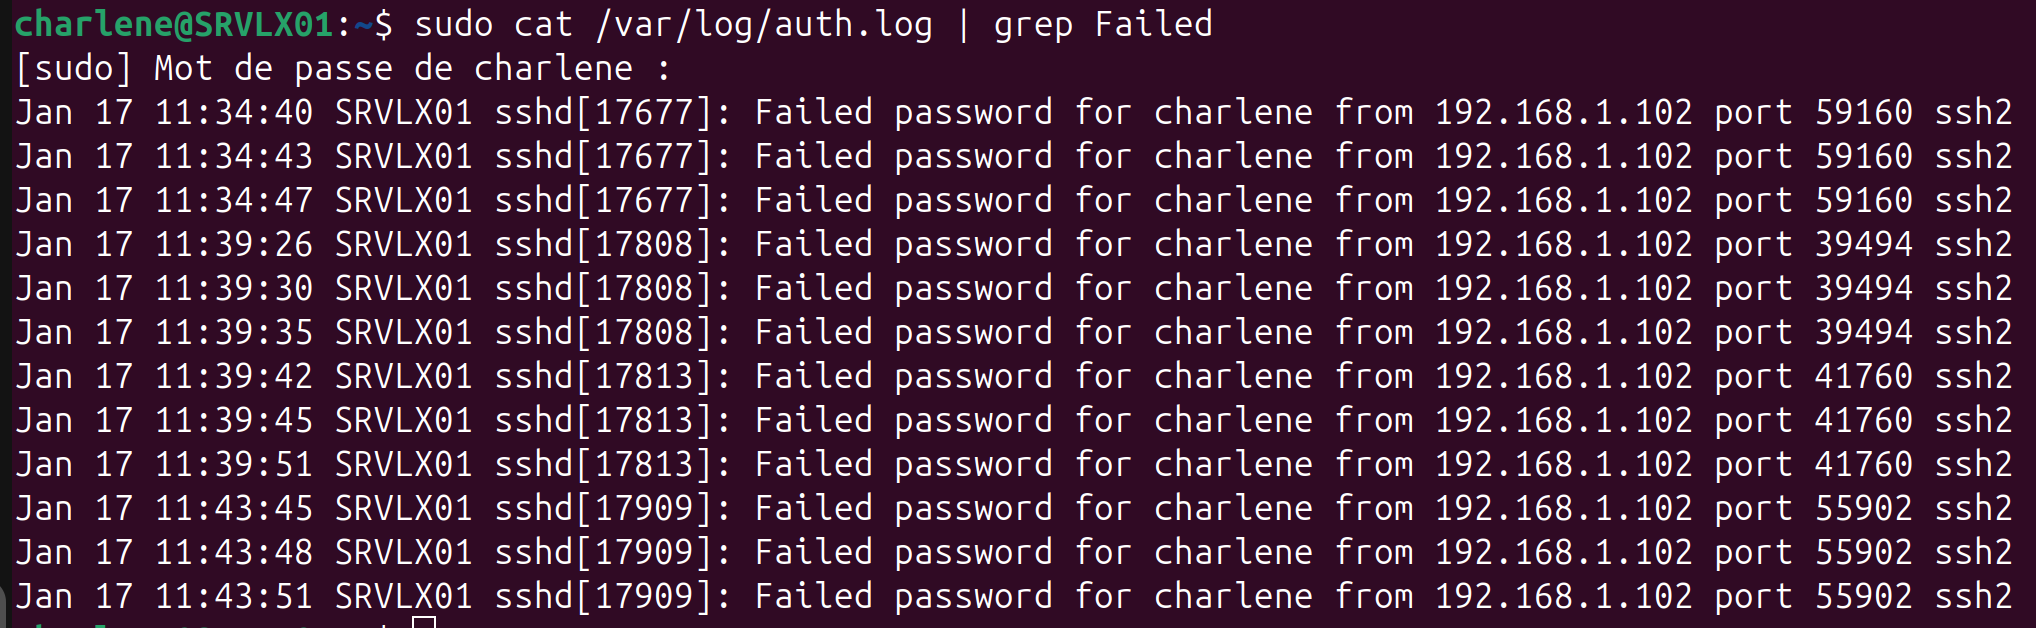 charlene@SRVLX01:~$ sudo cat /var/log/auth.log | grep Failed
[sudo] Mot de passe de charlene :
Jan 17 11:34:40 SRVLX01 sshd[17677]: Failed password for charlene from 192.168.1.102 port 59160 ssh2
Jan 17 11:34:43 SRVLX01 sshd[17677]: Failed password for charlene from 192.168.1.102 port 59160 ssh2
Jan 17 11:34:47 SRVLX01 sshd[17677]: Failed password for charlene from 192.168.1.102 port 59160 ssh2
Jan 17 11:39:26 SRVLX01 sshd[17808]: Failed password for charlene from 192.168.1.102 port 39494 ssh2
Jan 17 11:39:30 SRVLX01 sshd[17808]: Failed password for charlene from 192.168.1.102 port 39494 ssh2
Jan 17 11:39:35 SRVLX01 sshd[17808]: Failed password for charlene from 192.168.1.102 port 39494 ssh2
Jan 17 11:39:42 SRVLX01 sshd[17813]: Failed password for charlene from 192.168.1.102 port 41760 ssh2
Jan 17 11:39:45 SRVLX01 sshd[17813]: Failed password for charlene from 192.168.1.102 port 41760 ssh2
Jan 17 11:39:51 SRVLX01 sshd[17813]: Failed password for charlene from 192.168.1.102 port 41760 ssh2
Jan 17 11:43:45 SRVLX01 sshd[17909]: Failed password for charlene from 192.168.1.102 port 55902 ssh2
Jan 17 11:43:48 SRVLX01 sshd[17909]: Failed password for charlene from 192.168.1.102 port 55902 ssh2
Jan 17 11:43:51 SRVLX01 sshd[17909]: Failed password for charlene from 192.168.1.102 port 55902 ssh2